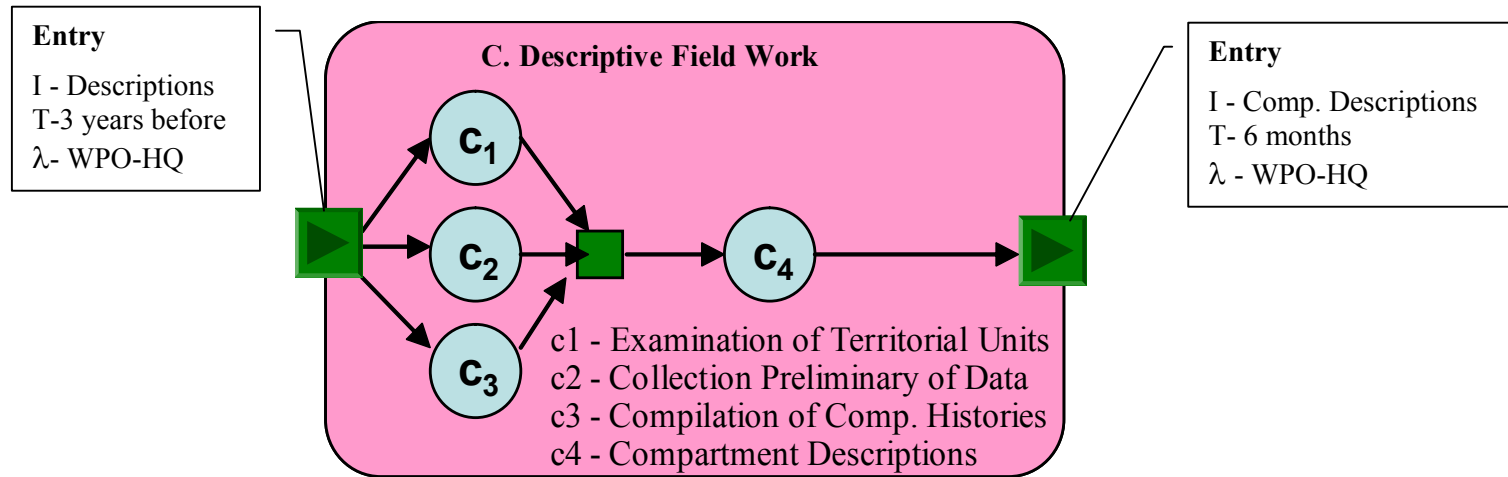 Entry
I - Descriptions
T-3 years before
λ- WPO-HQ
C. Descriptive Field Work
c1
c2
c3
c4
c1 - Examination of Territorial Units
c2 - Collection Preliminary of Data
c3 - Compilation of Comp. Histories
c4 - Compartment Descriptions
Entry
I - Comp. Descriptions
T- 6 months
λ - WPO-HQ